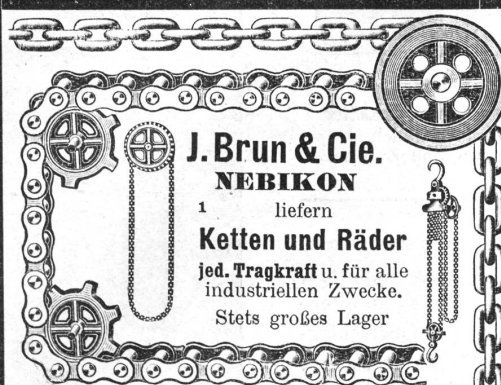 J. Brun & Cie.
NEBIKON
1 liefern
Ketten und Räder
jed. Tragkraft u. für alle
industriellen Zwecke.
Stets großes Lager